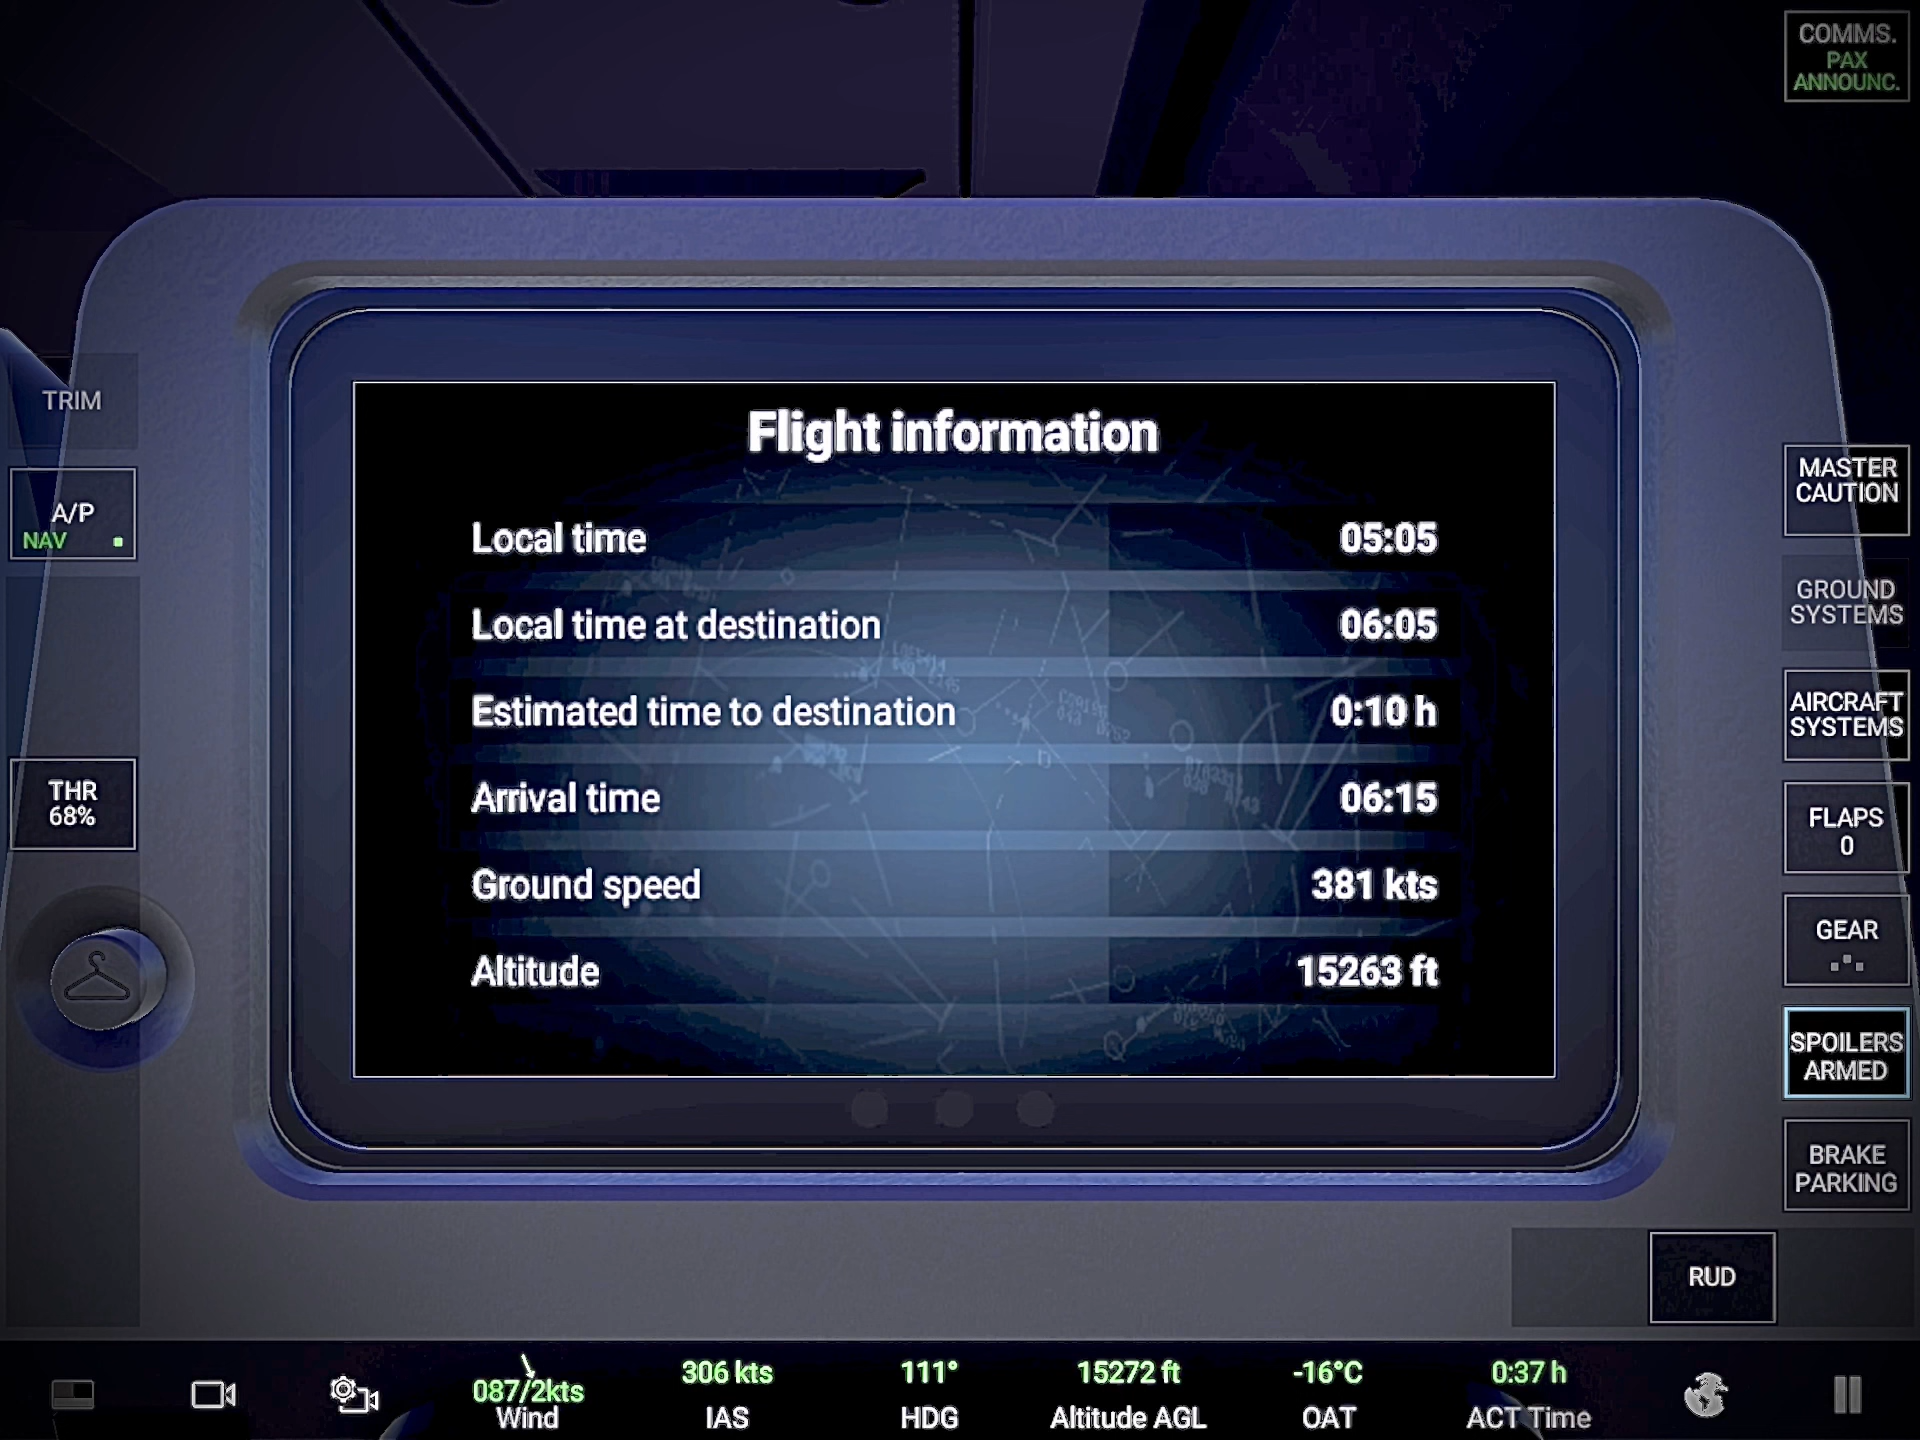 COMMS.
PAX
ANNOUNC.
Flight information
Local time 05:05
Local time at destination 06:05
Estimated time to destination 0:10 h
Arrival time 06:15
Ground speed 381 kts
Altitude 15263 ft
TRIM
A/P
NAV
THR
68%
MASTER
CAUTION
GROUND
SYSTEMS
AIRCRAFT
SYSTEMS
FLAPS
0
GEAR
SPOILERS
ARMED
BRAKE
PARKING
RUD
087/2kts
Wind
306 kts
IAS
111°
HDG
15272 ft
Altitude AGL
-16°C
OAT
0:37 h
ACT Time